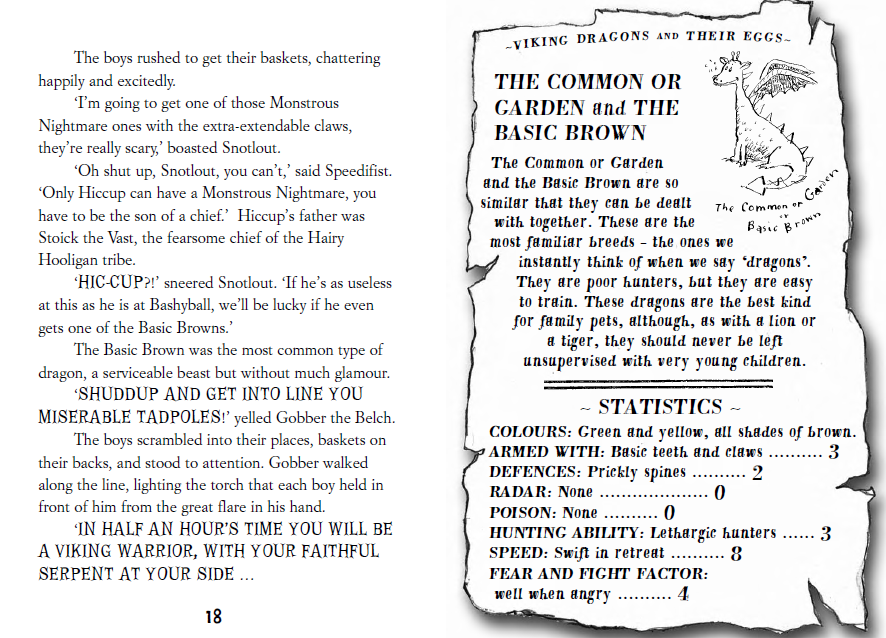 The boys rushed to get their baskets, chattering
happily and excitedly.
‘I’m going to get one of those Monstrous
Nightmare ones with the extra-extendable claws,
they’re really scary,’ boasted Snotlout.
‘Oh shut up, Snotlout, you can’t,’ said Speedifist.
‘Only Hiccup can have a Monstrous Nightmare, you
have to be the son of a chief.’ Hiccup’s father was
Stoick the Vast, the fearsome chief of the Hairy
Hooligan tribe.
‘HIC-CUP?!’ sneered Snotlout. ‘If he’s as useless
at this as he is at Bashyball, we’ll be lucky if he even
gets one of the Basic Browns.’
The Basic Brown was the most common type of
dragon, a serviceable beast but without much glamour.
‘SHUDDUP AND GET INTO LINE YOU
MISERABLE TADPOLES!’ yelled Gobber the Belch.
The boys scrambled into their places, baskets on
their backs, and stood to attention. Gobber walked
along the line, lighting the torch that each boy held in
front of him from the great flare in his hand.
‘IN HALF AN HOUR’S TIME YOU WILL BE
A VIKING WARRIOR, WITH YOUR FAITHFUL
SERPENT AT YOUR SIDE ...
18
~VIKING DRAGONS AND THEIR EGGS~
THE COMMON OR
GARDEN and THE
BASIC BROWN
The Common or Garden
and the Basic Brown are so
similar that they can be dealt
with together. These are the
most familiar breeds – the ones we
instantly think of when we say ‘dragons’.
They are poor hunters, but they are easy
to train. These dragons are the best kind
for family pets, although, as with a lion or
a tiger, they should never be left
unsupervised with very young children.
The Common or Garden
or
Basic Brown
~ STATISTICS ~
COLOURS: Green and yellow, all shades of brown.
ARMED WITH: Basic teeth and claws .......... 3
DEFENCES: Prickly spines .......... 2
RADAR: None .................... 0
POISON: None .......... 0
HUNTING ABILITY: Lethargic hunters ...... 3
SPEED: Swift in retreat .......... 8
FEAR AND FIGHT FACTOR:
well when angry .......... 4